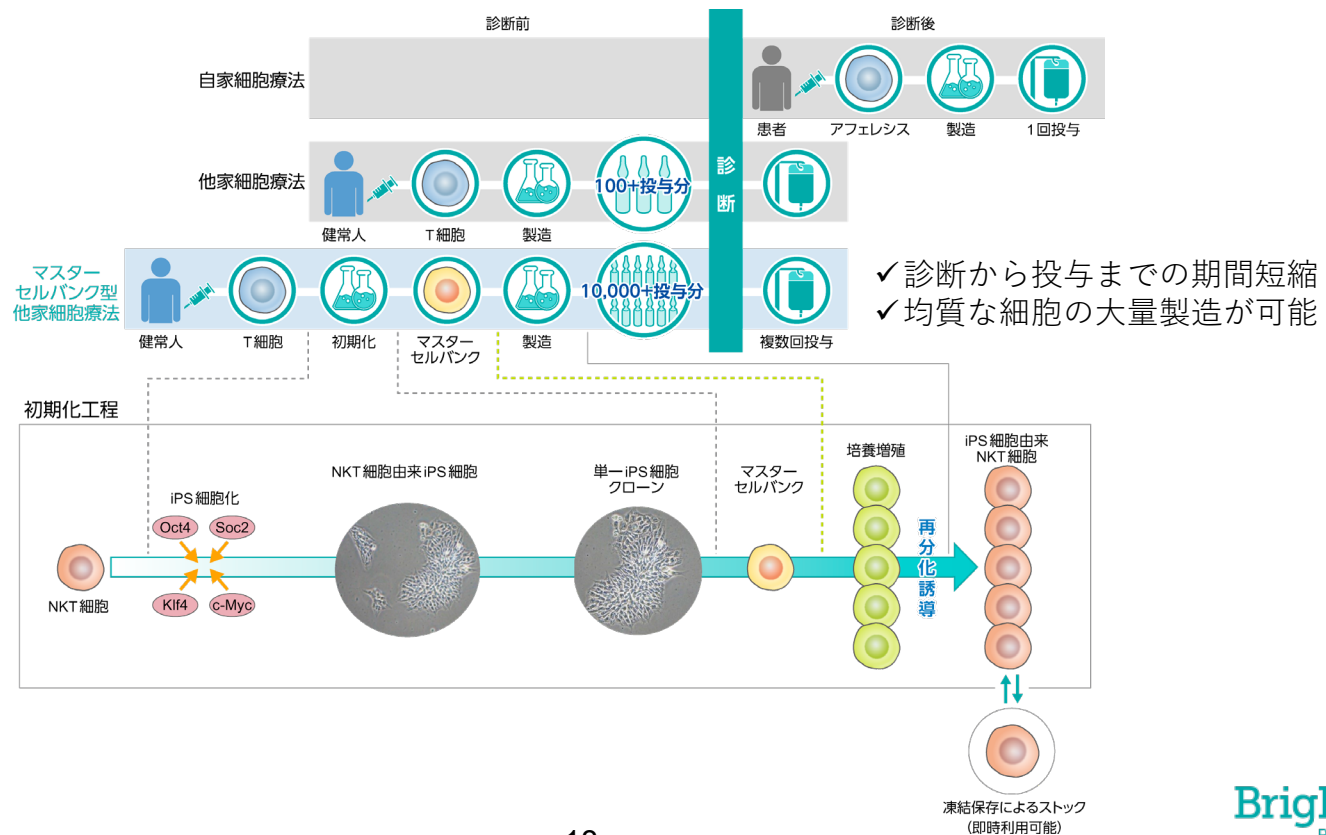 診断前
診断後
自家細胞療法
患者
アフェレシス
製造
1回投与
診断
他家細胞療法
100+投与分
健常人
T細胞
製造
マスター
セルバンク型
他家細胞療法
10,000+投与分
健常人
T細胞
初期化
マスター
セルバンク
製造
複数回投与
✓診断から投与までの期間短縮
✓均質な細胞の大量製造が可能
初期化工程
iPS細胞化
Oct4
Soc2
Klf4
c-Myc
NKT細胞
NKT細胞由来iPS細胞
単一iPS細胞
クローン
マスター
セルバンク
培養増殖
再分化誘導
iPS細胞由来
NKT細胞
凍結保存によるストック
(即時利用可能)